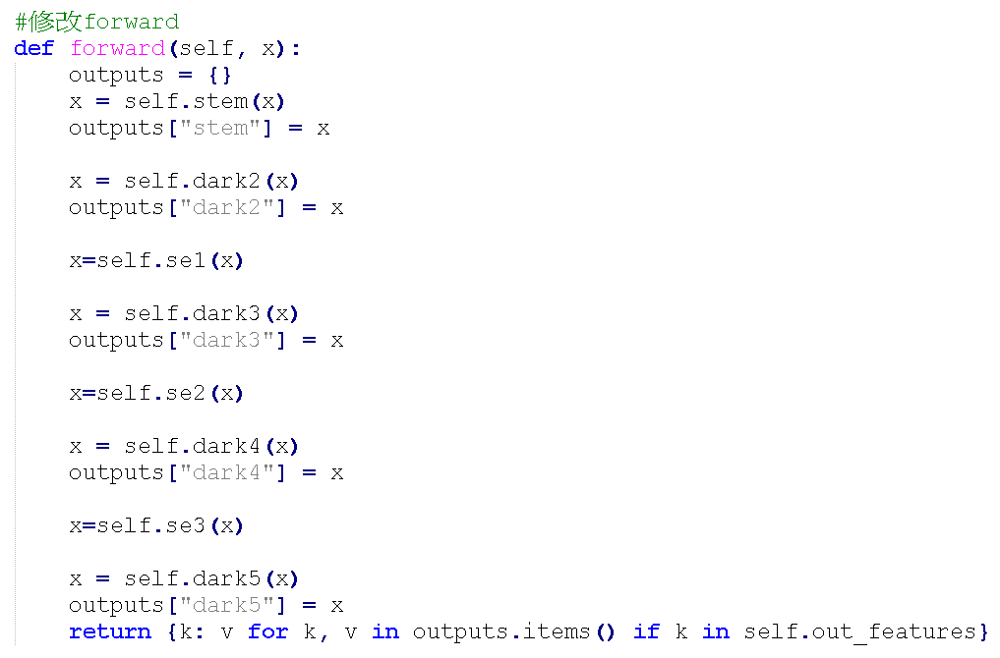 #修改forward
def forward(self, x):
    outputs = {}
    x = self.stem(x)
    outputs["stem"] = x
    x = self.dark2(x)
    outputs["dark2"] = x
    x=self.se1(x)
    x = self.dark3(x)
    outputs["dark3"] = x
    x=self.se2(x)
    x = self.dark4(x)
    outputs["dark4"] = x
    x=self.se3(x)
    x = self.dark5(x)
    outputs["dark5"] = x
    return {k: v for k, v in outputs.items() if k in self.out_features}